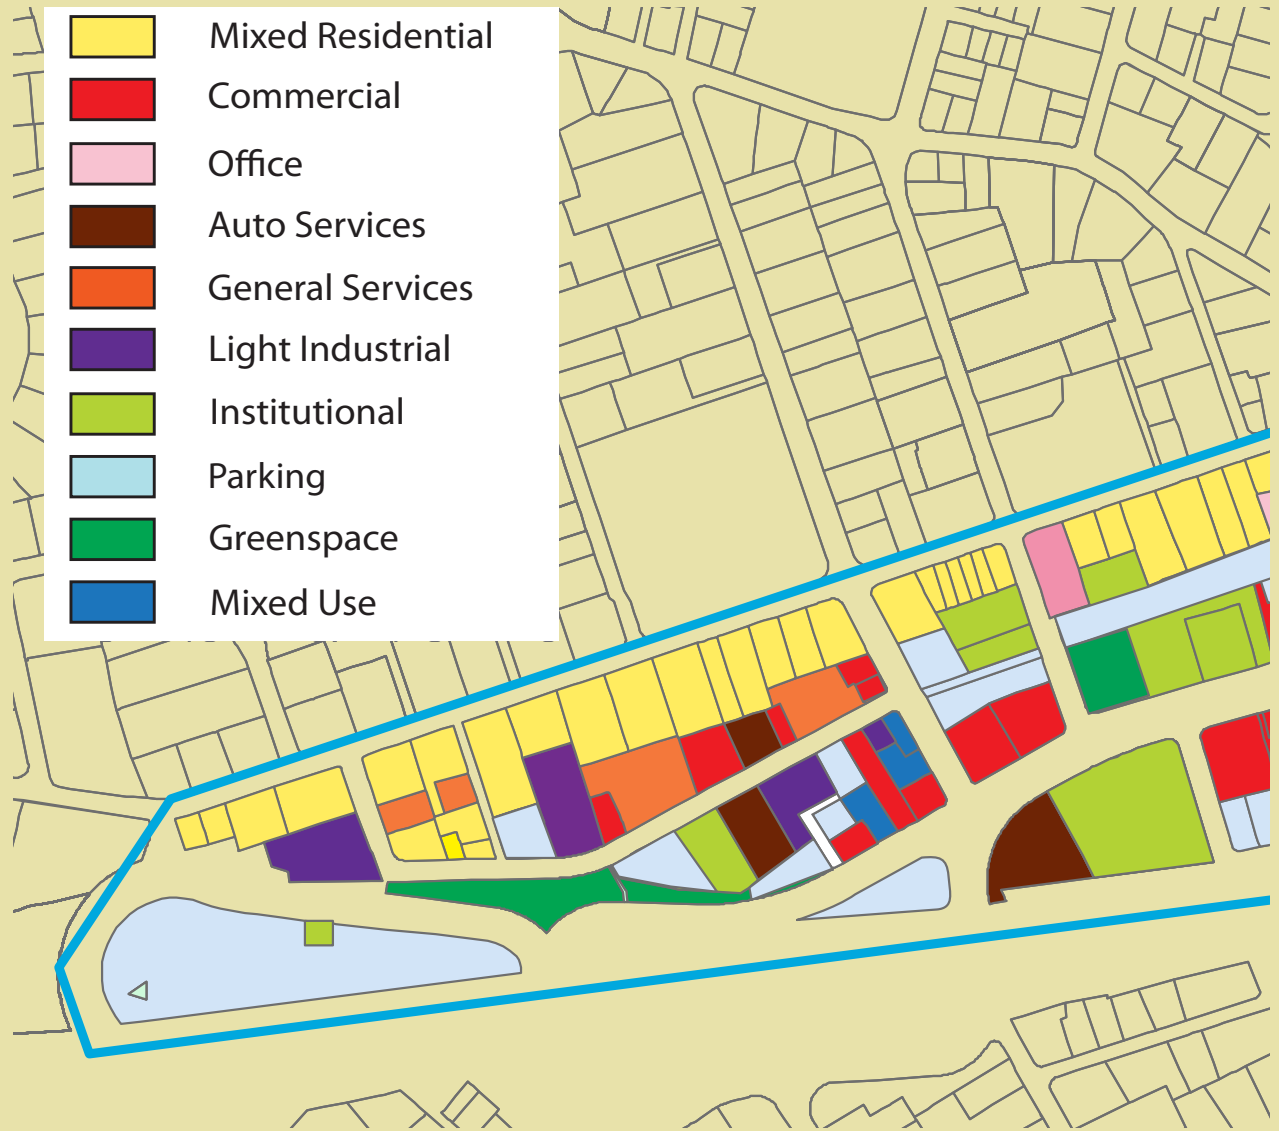 Mixed Residential
Commercial
Office
Auto Services
General Services
Light Industrial
Institutional
Parking
Greenspace
Mixed Use